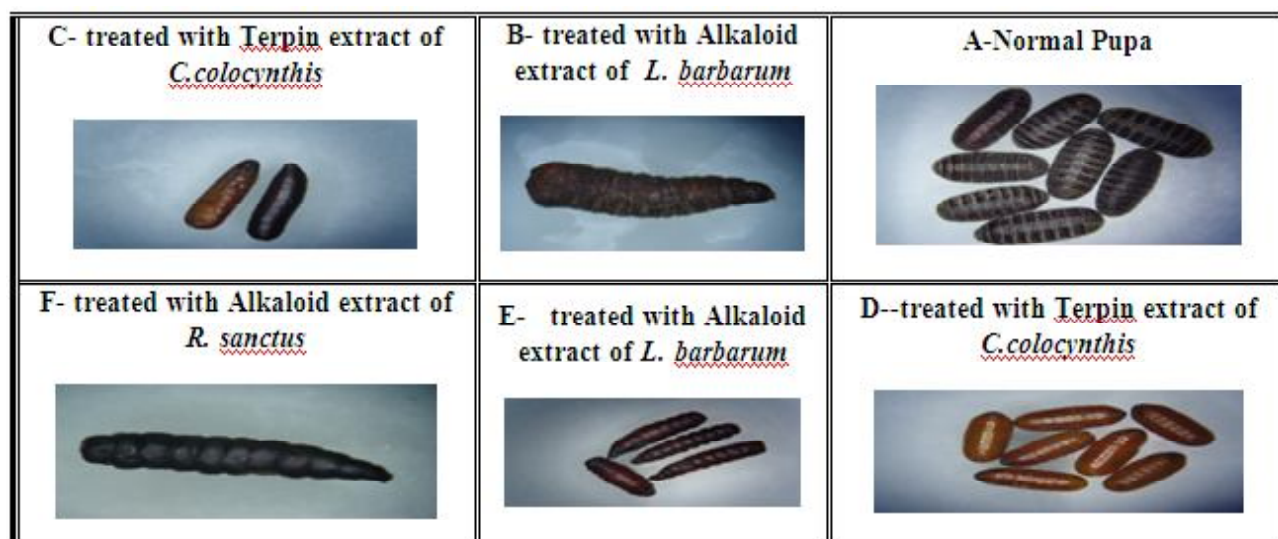 C- treated with Terpin extract of
C.colocynthis
B- treated with Alkaloid
extract of L. barbarum
A-Normal Pupa
F- treated with Alkaloid extract of
R. sanctus
E- treated with Alkaloid
extract of L. barbarum
D--treated with Terpin extract of
C.colocynthis